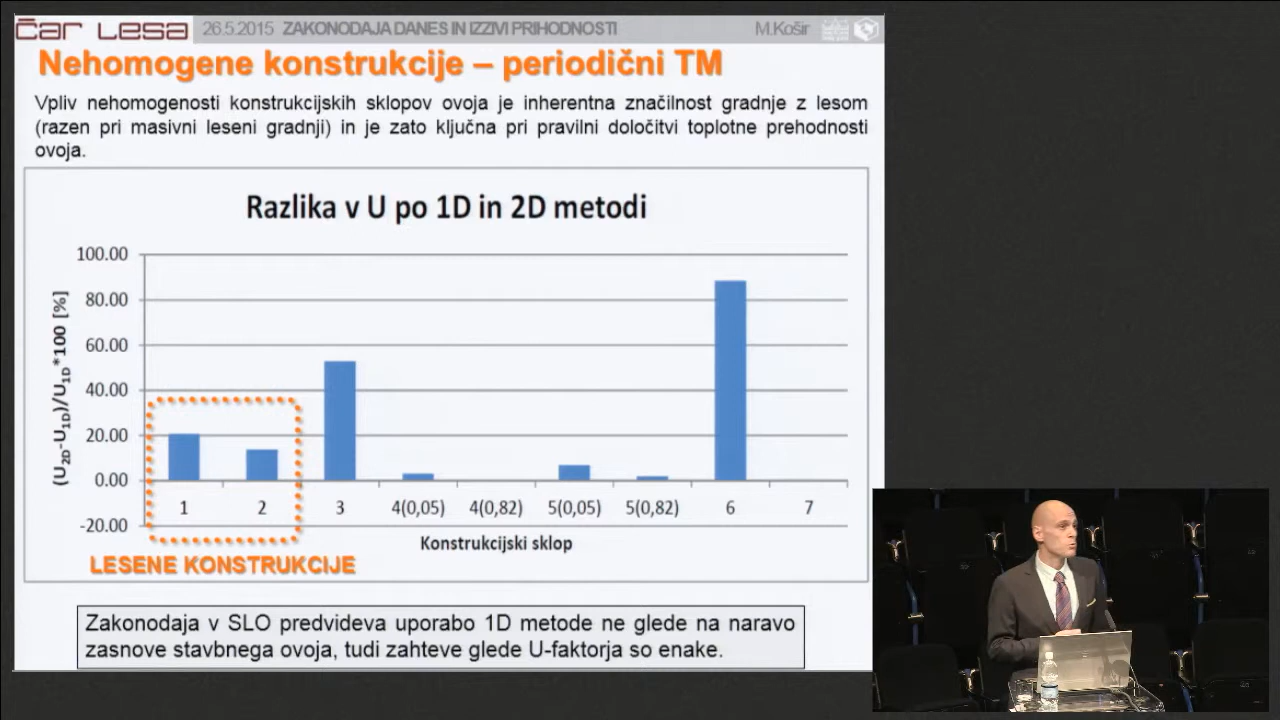 čar lesa
26.5.2015 ZAKONODAJA DANES IN IZZIVI PRIHODNOSTI M.Košir
Nehomogene konstrukcije – periodični TM
Vpliv nehomogenosti konstrukcijskih sklopov ovoja je inherentna značilnost gradnje z lesom
(razen pri masivni leseni gradnji) in je zato ključna pri pravilni določitvi toplotne prehodnosti
ovoja.
Razlika v U po 1D in 2D metodi
(U2D-U1D)/U1D*100 [%]
100.00
80.00
60.00
40.00
20.00
0.00
-20.00
1 2 3 4(0,05) 4(0,82) 5(0,05) 5(0,82) 6 7
Konstrukcijski sklop
LESENE KONSTRUKCIJE
Zakonodaja v SLO predvideva uporabo 1D metode ne glede na naravo
zasnove stavbnega ovoja, tudi zahteve glede U-faktorja so enake.